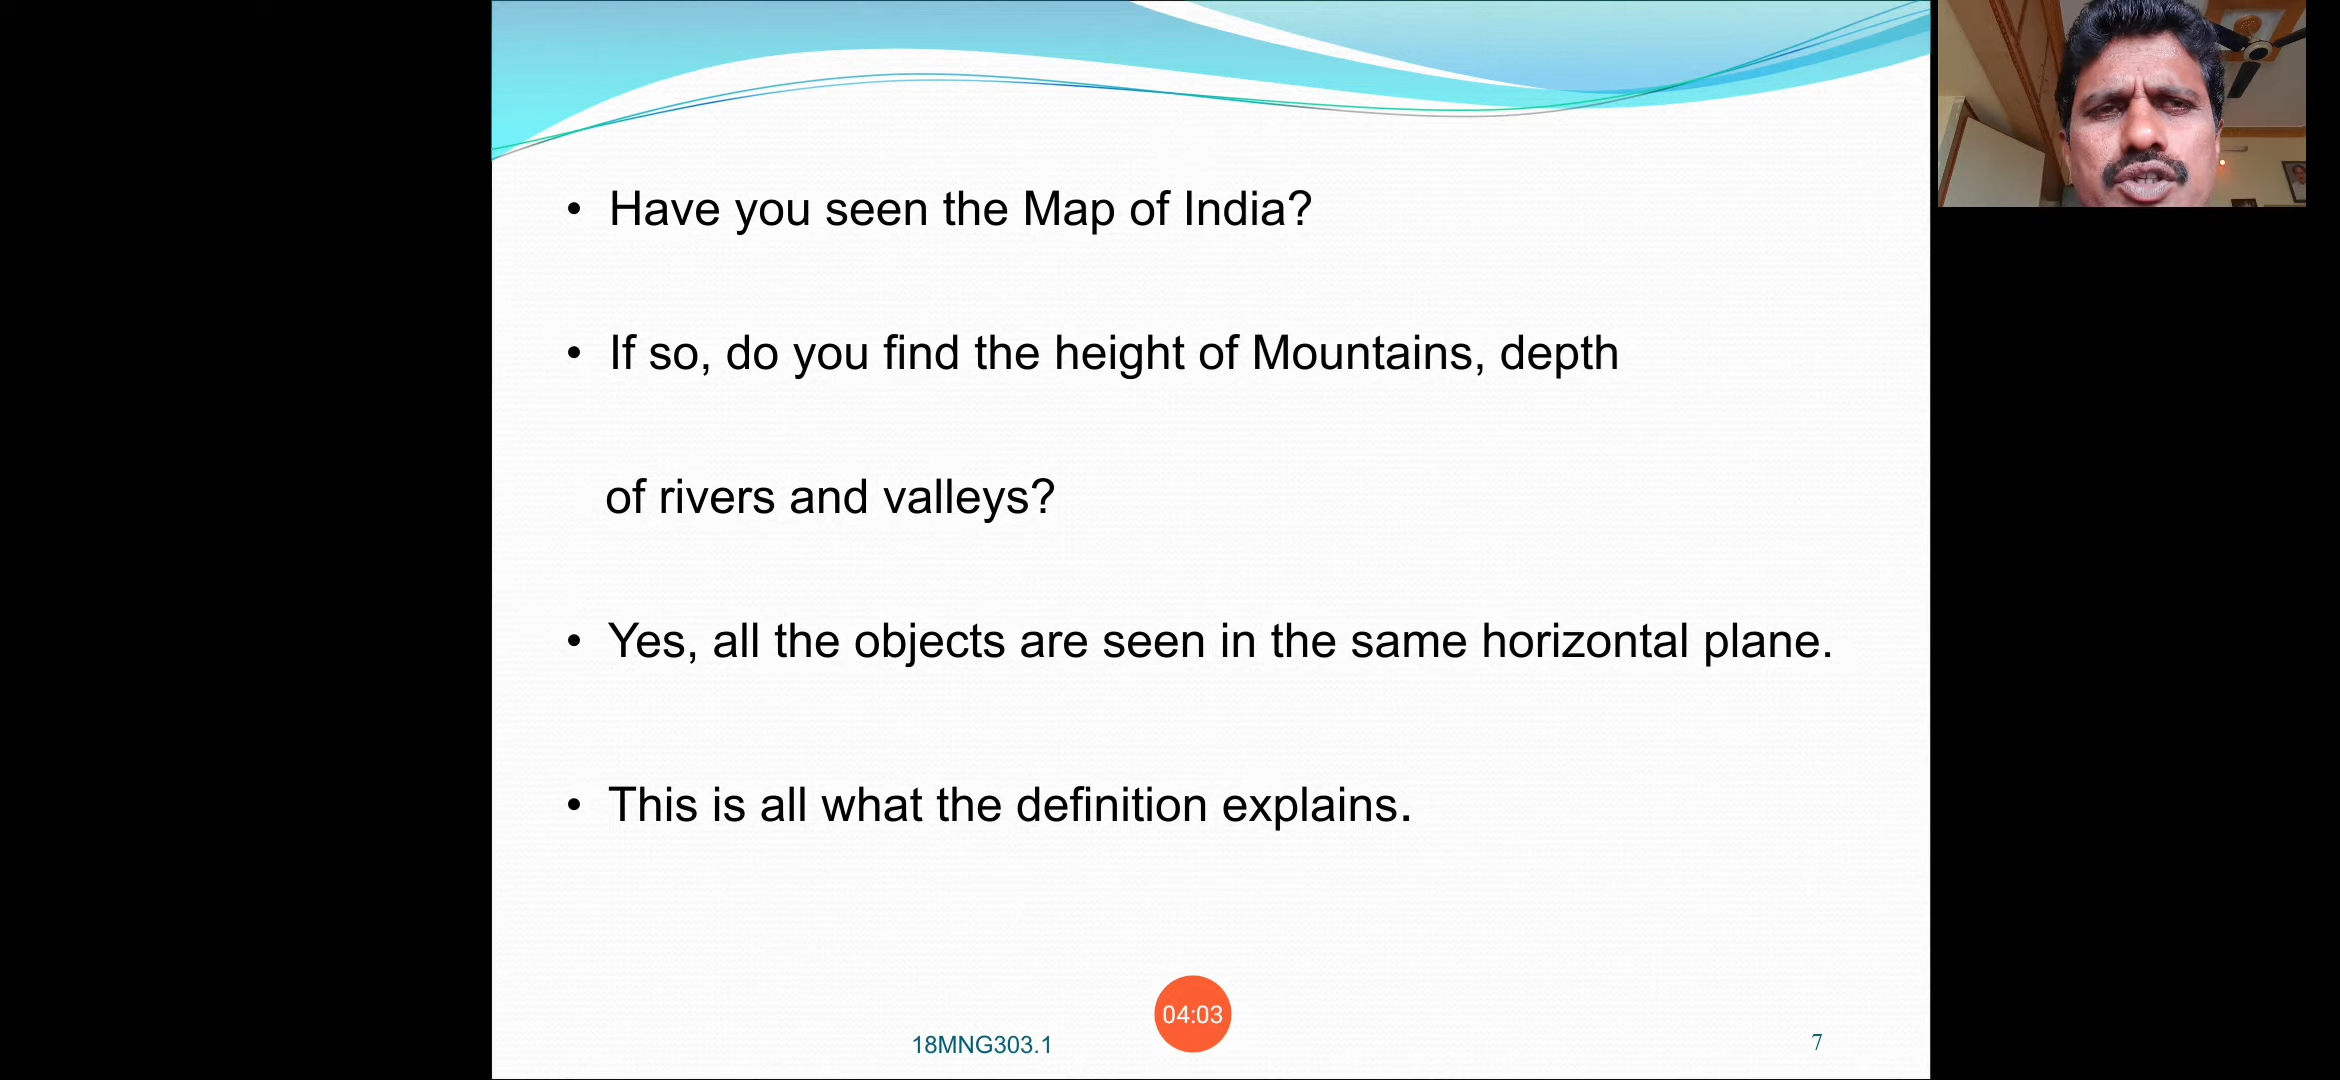 • Have you seen the Map of India?
• If so, do you find the height of Mountains, depth
of rivers and valleys?
• Yes, all the objects are seen in the same horizontal plane.
• This is all what the definition explains.
04:03
18MNG303.1
7